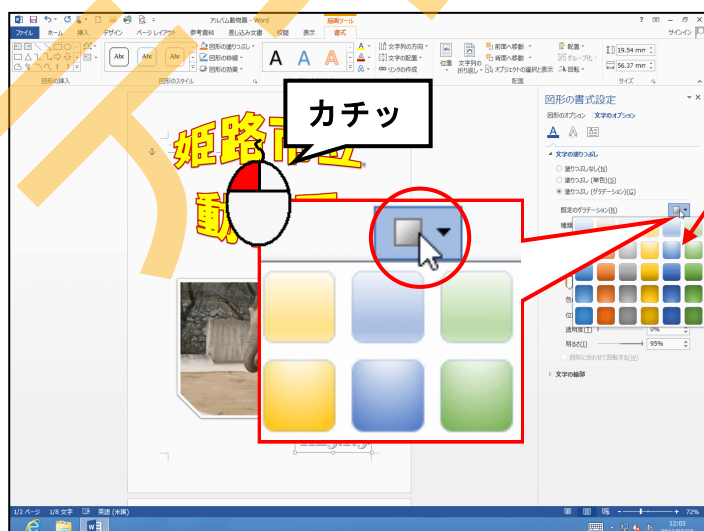 アルバム動物園 - Word
描画ツール
サインイン
ファイル ホーム 挿入 デザイン ページ レイアウト 参考資料 差し込み文書 校閲 表示 書式
Abc Abc Abc
図形の塗りつぶし
図形の枠線
図形の効果
A A A
文字列の方向
文字の配置
リンクの作成
位置
文字列の折り返し
前面へ移動
背面へ移動
オブジェクトの選択と表示
配置
グループ化
回転
19.54 mm
56.37 mm
図形の挿入 図形のスタイル 配置 サイズ
カチッ
姫路市立
図形の書式設定
図形のオプション 文字のオプション
文字の塗りつぶし
塗りつぶしなし(N)
塗りつぶし (単色)(S)
塗りつぶし (グラデーション)(G)
既定のグラデーション(R)
種類
透明度(T) 0%
明るさ(I) 95%
図形に合わせて回転する(W)
文字の輪郭
1/2 ページ 1/8 文字 英語 (米国)
72%
12:03